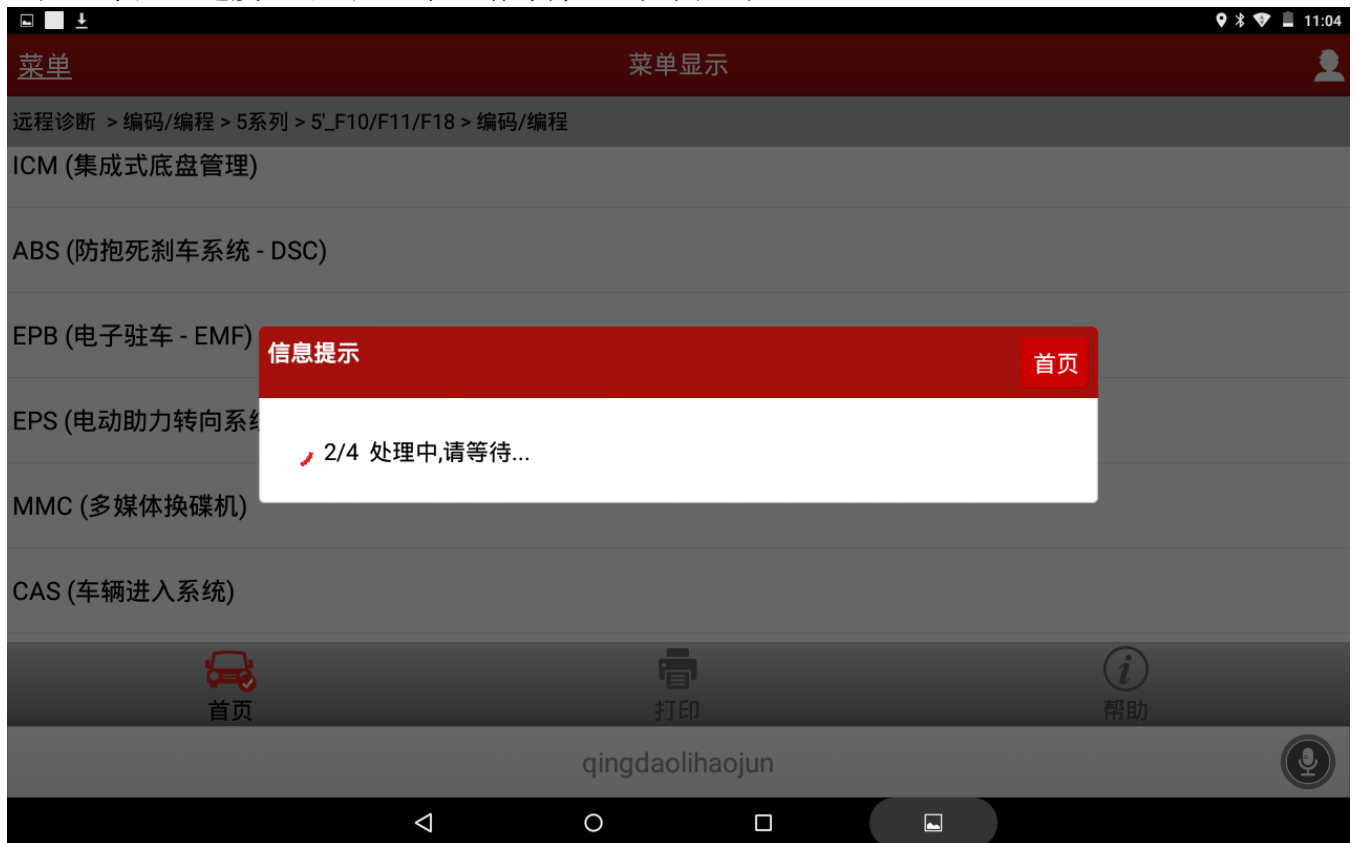 11:04
菜单
菜单显示
远程诊断 > 编码/编程 > 5系列 > 5'_F10/F11/F18 > 编码/编程
ICM (集成式底盘管理)
ABS (防抱死刹车系统 - DSC)
EPB (电子驻车 - EMF)
信息提示
首页
EPS (电动助力转向系统
2/4 处理中,请等待...
MMC (多媒体换碟机)
CAS (车辆进入系统)
首页
打印
帮助
qingdaolihaojun